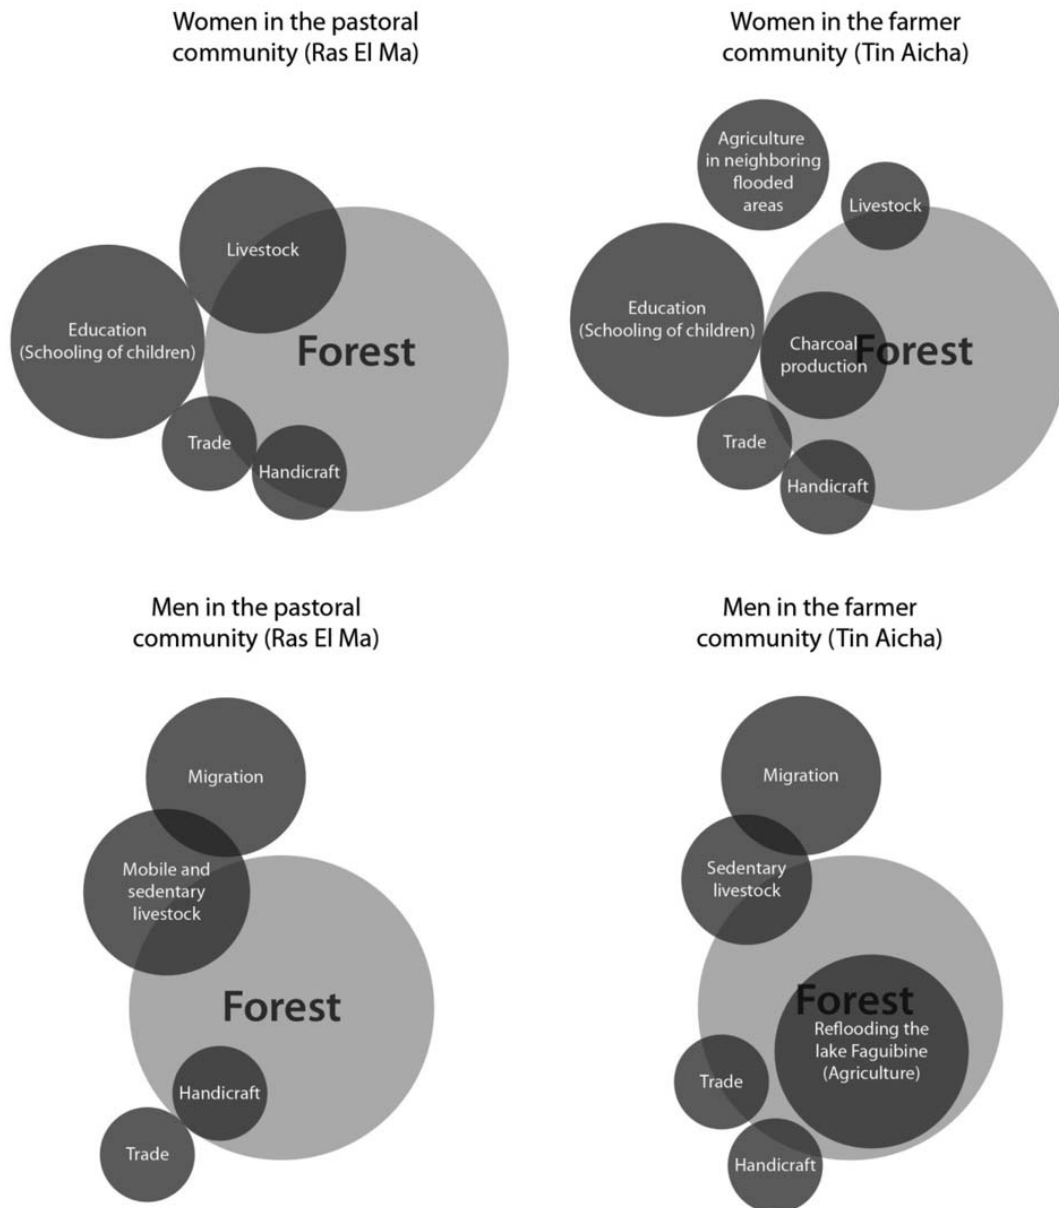 Women in the pastoral
community (Ras El Ma)
Livestock
Education
(Schooling of children)
Forest
Trade
Handicraft
Women in the farmer
community (Tin Aicha)
Agriculture
in neighboring
flooded
areas
Livestock
Education
(Schooling of children)
Charcoal
production
Forest
Trade
Handicraft
Men in the pastoral
community (Ras El Ma)
Migration
Mobile and
sedentary
livestock
Forest
Handicraft
Trade
Men in the farmer
community (Tin Aicha)
Migration
Sedentary
livestock
Forest
Reflooding the
lake Faguibine
(Agriculture)
Trade
Handicraft